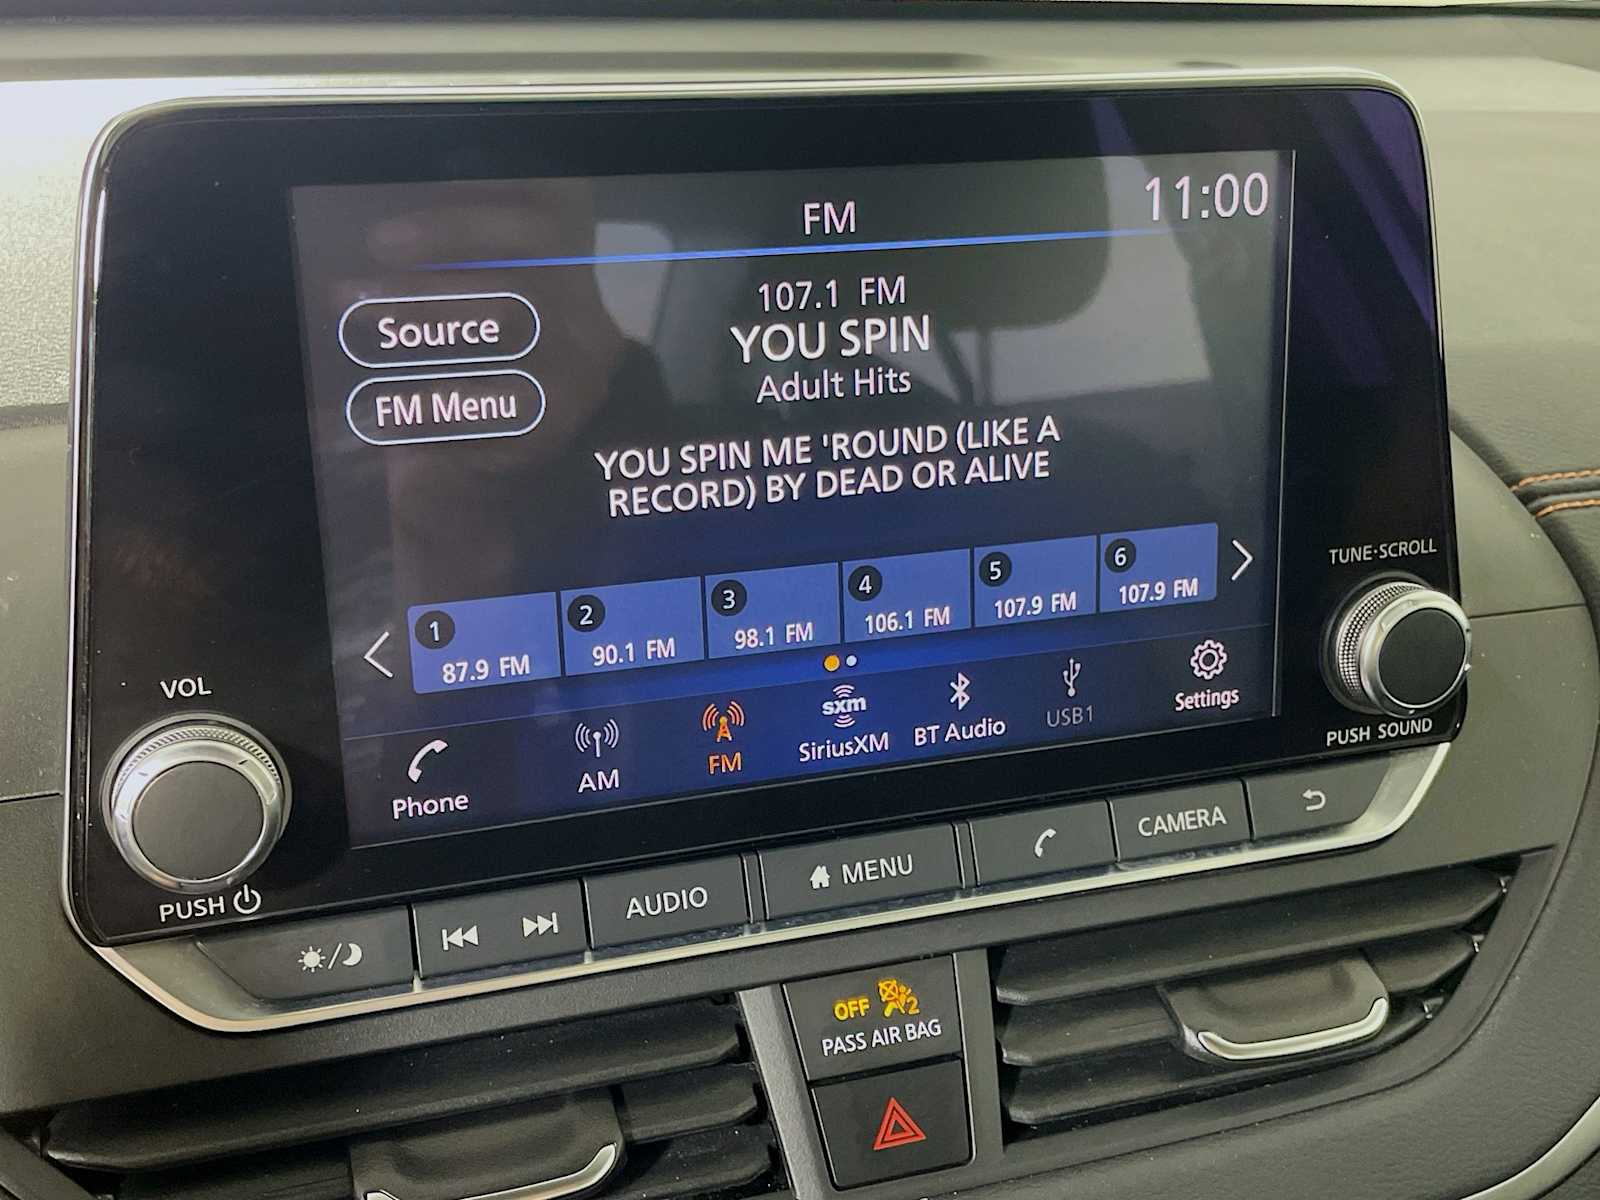 FM
11:00
107.1 FM
Source
YOU SPIN
Adult Hits
FM Menu
YOU SPIN ME 'ROUND (LIKE A
RECORD) BY DEAD OR ALIVE
1
87.9 FM
2
90.1 FM
3
98.1 FM
4
106.1 FM
5
107.9 FM
6
107.9 FM
TUNE·SCROLL
PUSH SOUND
VOL
PUSH
Phone
AM
FM
sxm
SiriusXM
BT Audio
USB1
Settings
AUDIO
MENU
CAMERA
OFF 2
PASS AIR BAG